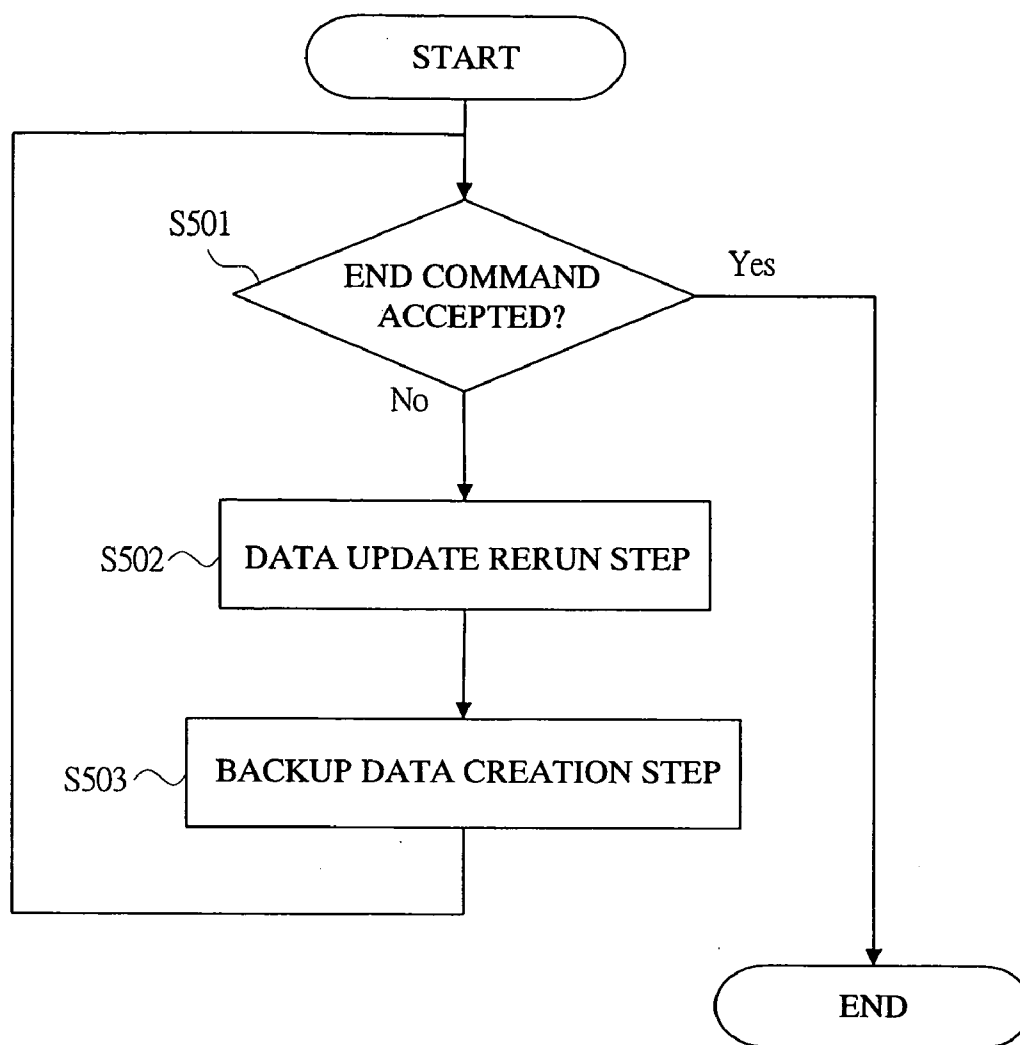 START
S501
END COMMAND
ACCEPTED?
Yes
No
S502
DATA UPDATE RERUN STEP
S503
BACKUP DATA CREATION STEP
END